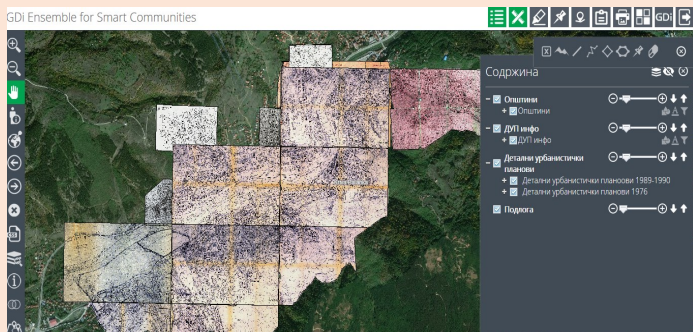 GDi Ensemble for Smart Communities
GDi
Содржина
Општини
Општини
ДУП инфо
ДУП инфо
Детални урбанистички
планови
Детални урбанистички планоови 1989-1990
Детални урбанистички планови 1976
Подлога